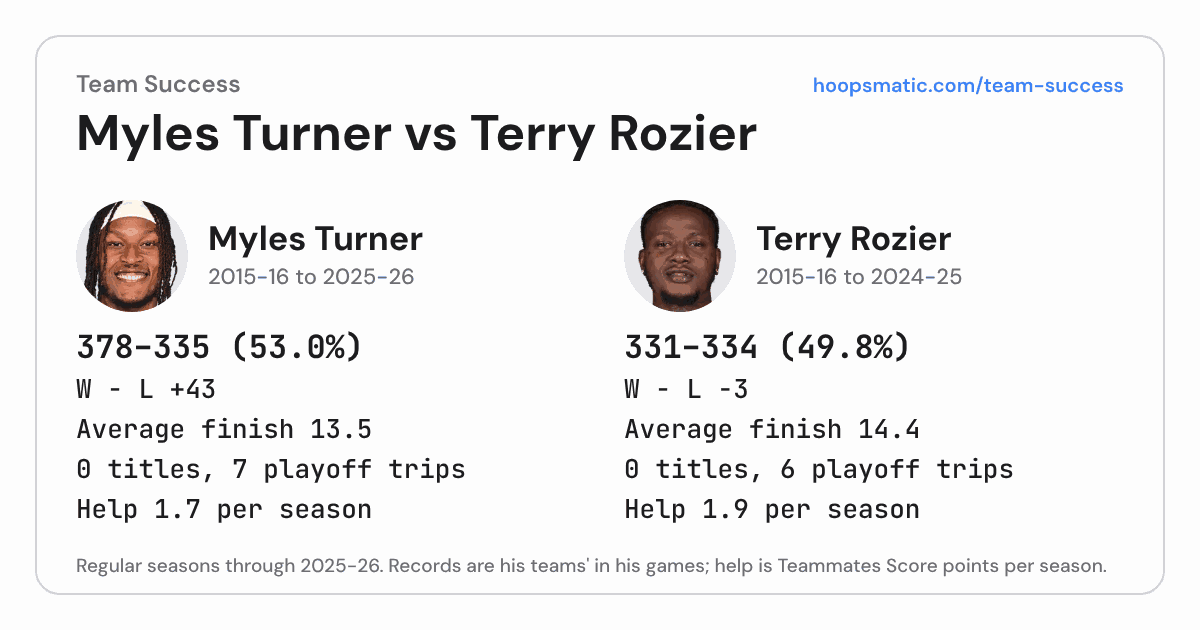 Team Success
hoopsmatic.com/team-success
Myles Turner vs Terry Rozier
Myles Turner
2015-16 to 2025-26
378-335 (53.0%)
W - L +43
Average finish 13.5
0 titles, 7 playoff trips
Help 1.7 per season
Terry Rozier
2015-16 to 2024-25
331-334 (49.8%)
W - L -3
Average finish 14.4
0 titles, 6 playoff trips
Help 1.9 per season
Regular seasons through 2025-26. Records are his teams' in his games; help is Teammates Score points per season.